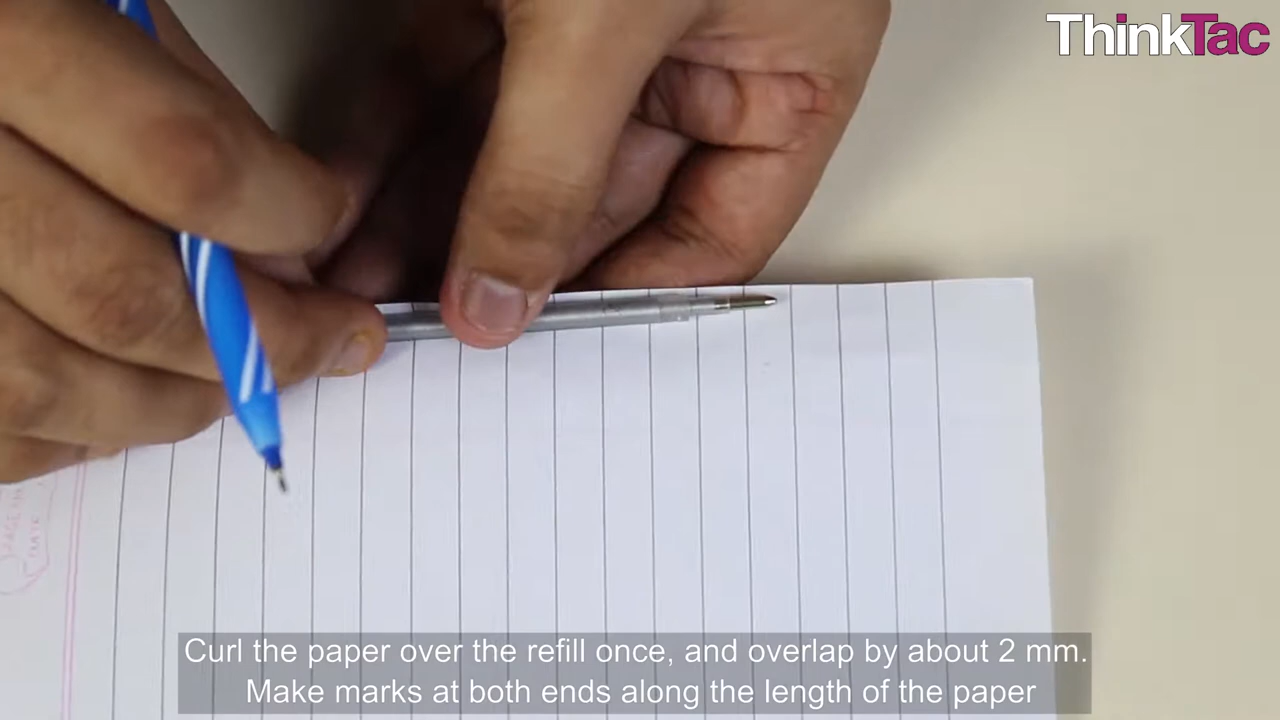 ThinkTac
Curl the paper over the refill once, and overlap by about 2 mm.
Make marks at both ends along the length of the paper